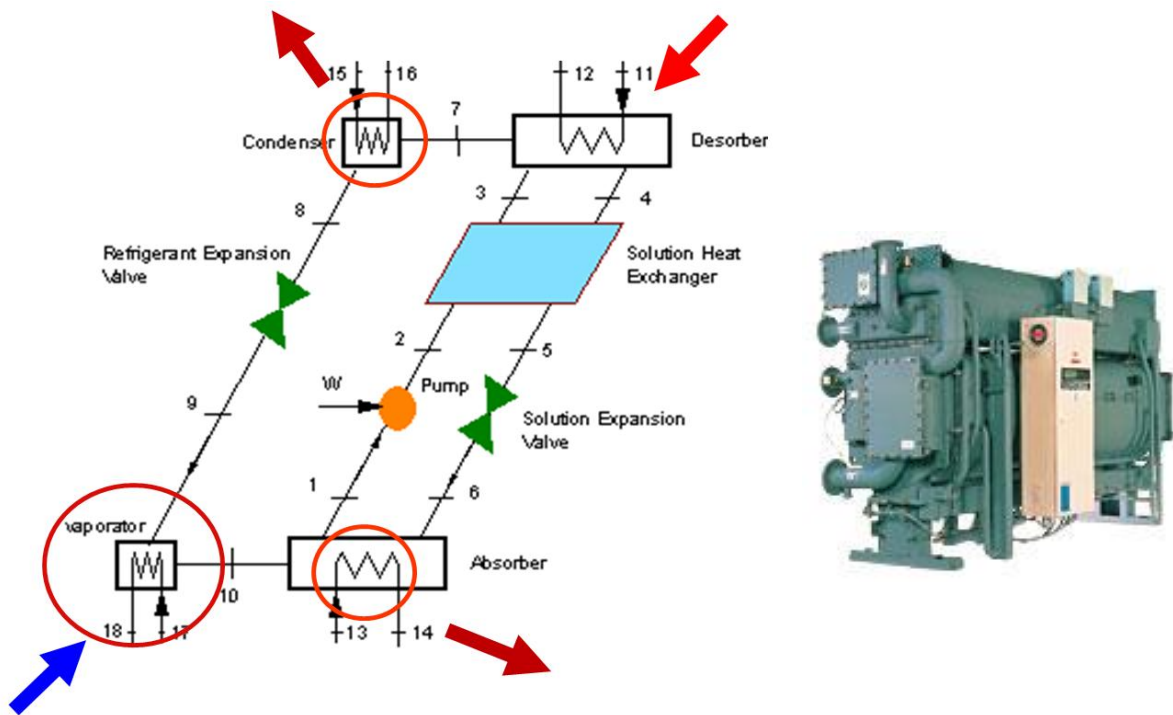 15
16
12
11
7
Condenser
Desorber
3
4
8
Refrigerant Expansion
Valve
Solution Heat
Exchanger
2
5
W
Pump
9
Solution Expansion
Valve
1
6
vaporator
Absorber
10
18
17
13
14